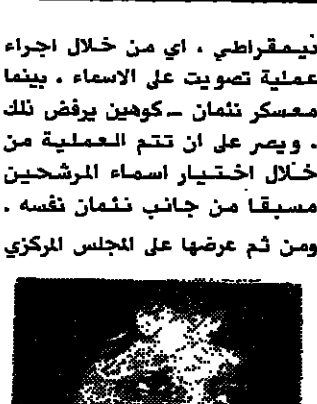 ديمقراطي ، اي من خلال اجراء
عملية تصويت على الاسماء . بينما
معسكر نئمان – كوهين يرفض ذلك
. ويصر على ان تتم العملية من
خلال اختيار اسماء المرشحين
مسبقا من جانب نئمان نفسه .
ومن ثم عرضها على المجلس المركزي